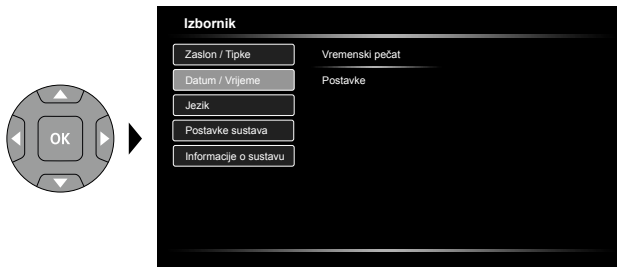 Izbornik
Zaslon / Tipke
Vremenski pečat
Datum / Vrijeme
Postavke
Jezik
OK
Postavke sustava
Informacije o sustavu